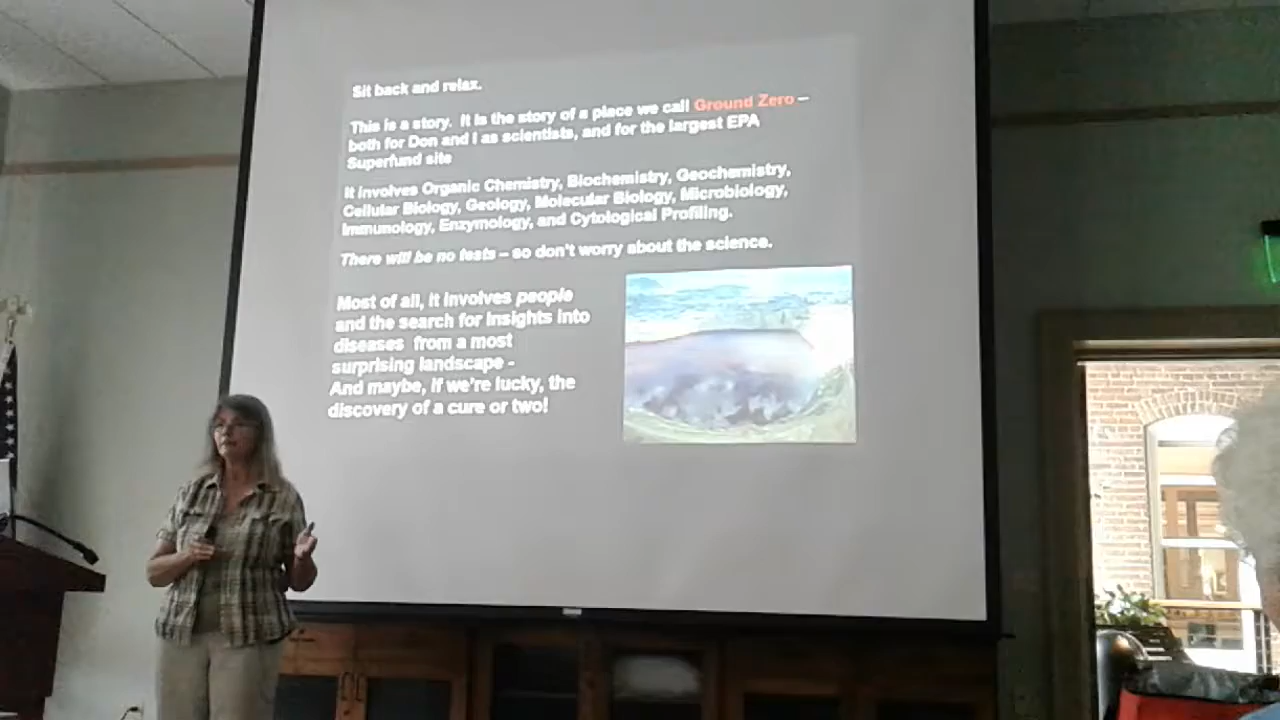 Sit back and relax.
This is a story. It is the story of a place we call Ground Zero –
both for Don and I as scientists, and for the largest EPA
Superfund site
It involves Organic Chemistry, Biochemistry, Geochemistry,
Cellular Biology, Geology, Molecular Biology, Microbiology,
Immunology, Enzymology, and Cytological Profiling.
There will be no tests – so don't worry about the science.
Most of all, it involves people
and the search for insights into
diseases from a most
surprising landscape -
And maybe, if we're lucky, the
discovery of a cure or two!